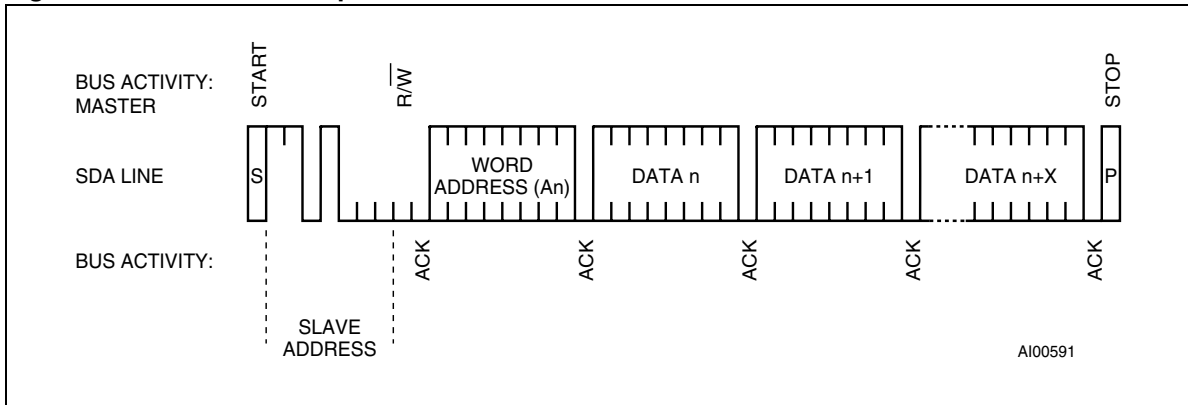 START
R/W
STOP
BUS ACTIVITY:
MASTER
SDA LINE
S
WORD
ADDRESS (An)
DATA n
DATA n+1
DATA n+X
P
BUS ACTIVITY:
ACK
ACK
ACK
ACK
ACK
SLAVE
ADDRESS
AI00591